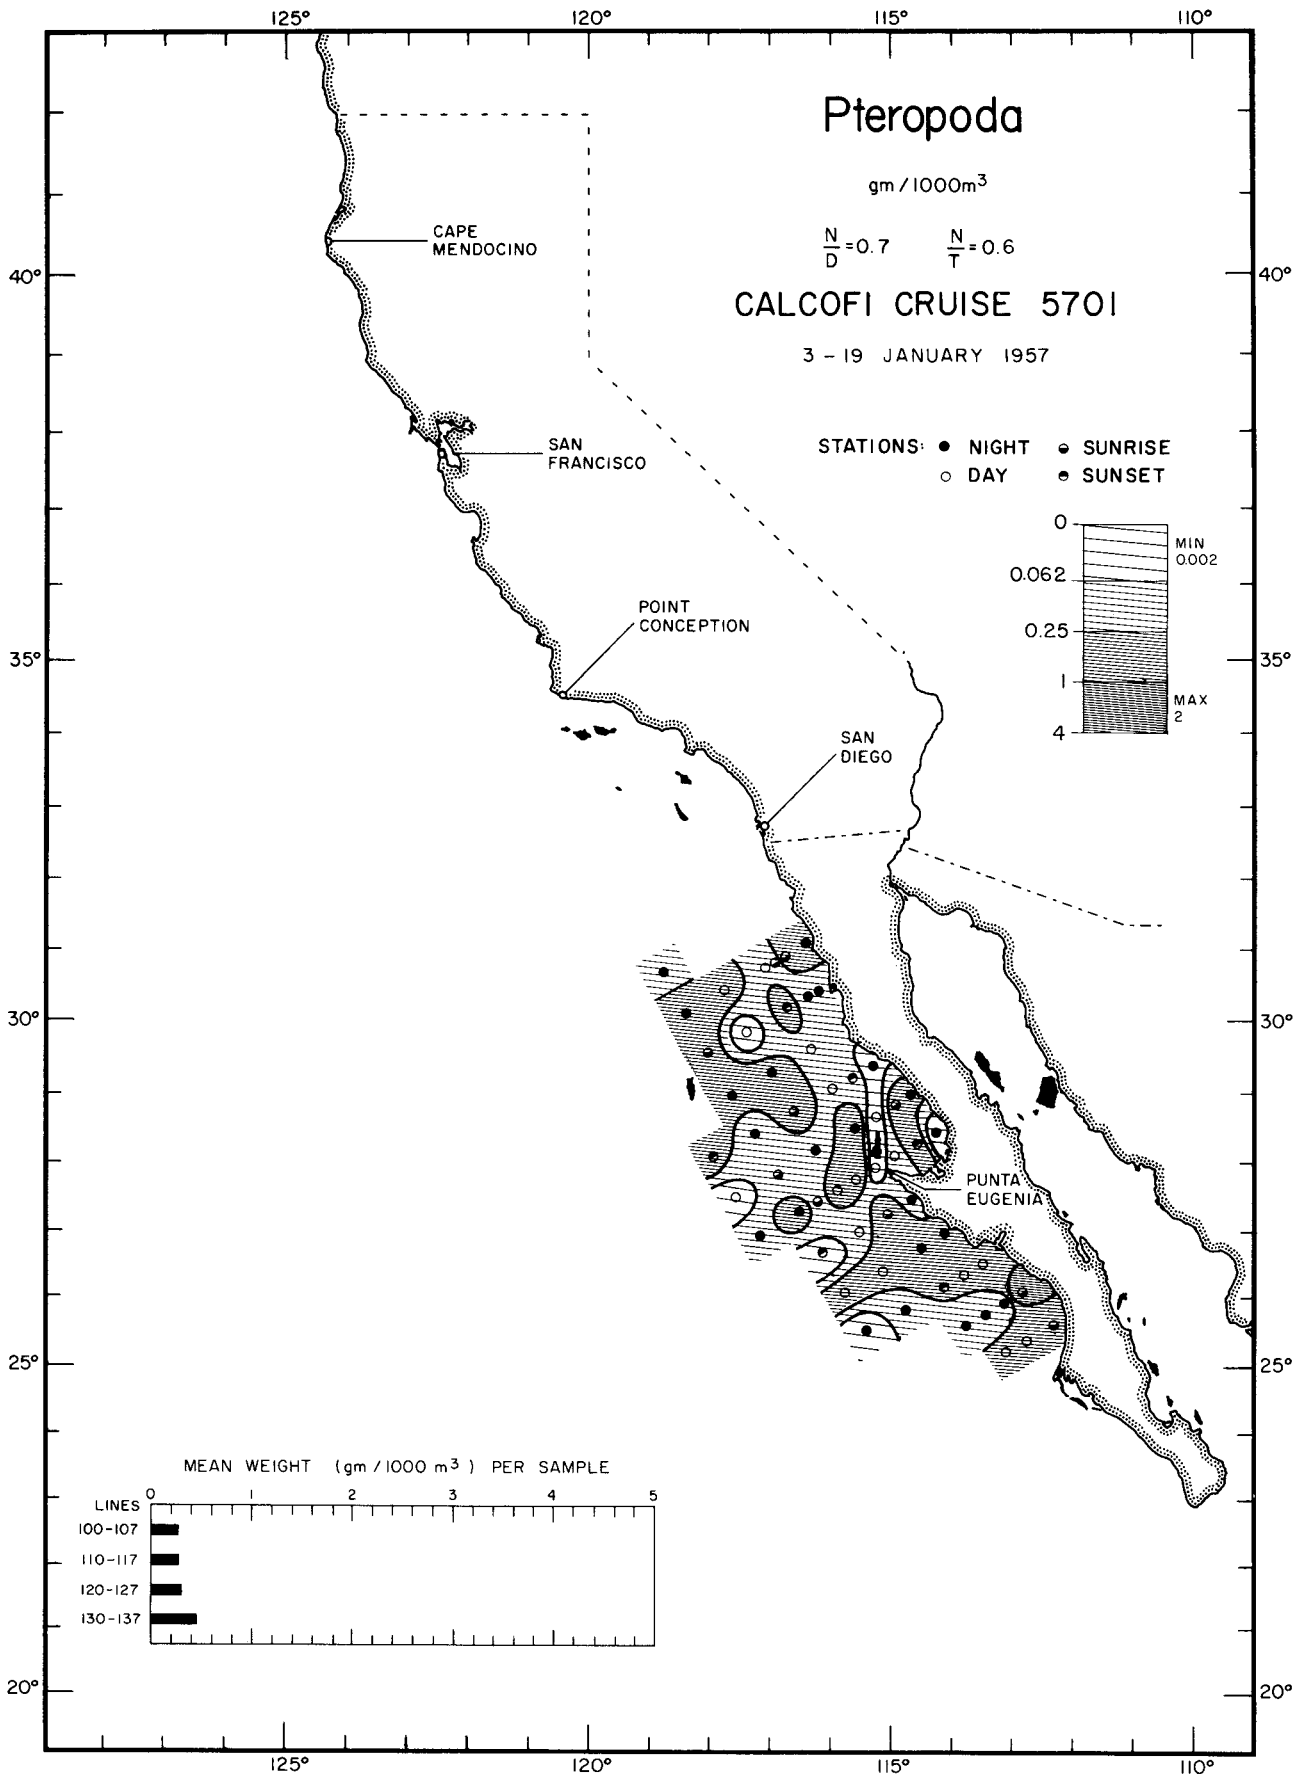 125° 120° 115° 110°
Pteropoda
gm/1000m³
N/D = 0.7 N/T = 0.6
CALCOFI CRUISE 5701
3 – 19 JANUARY 1957
CAPE
MENDOCINO
40° 40°
STATIONS: ● NIGHT SUNRISE
○ DAY SUNSET
SAN
FRANCISCO
0
MIN
0.002
0.062
0.25
1
MAX
2
4
POINT
CONCEPTION
35° 35°
SAN
DIEGO
30° 30°
PUNTA
EUGENIA
25° 25°
MEAN WEIGHT (gm/1000 m³) PER SAMPLE
LINES 0 1 2 3 4 5
100–107
110–117
120–127
130–137
20° 20°
125° 120° 115° 110°